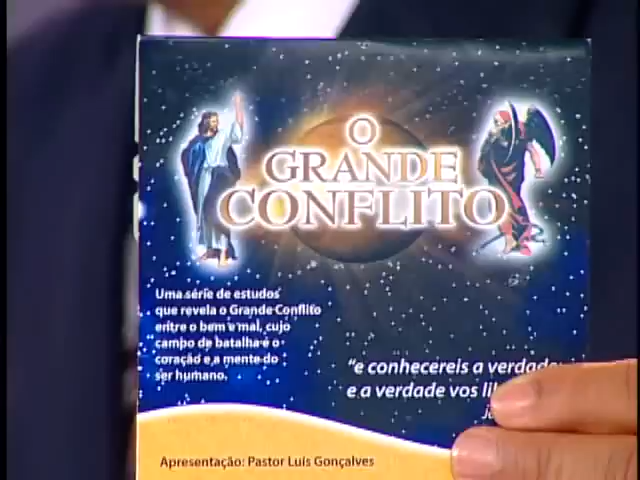 O
GRANDE
CONFLITO
Uma série de estudos
que revela o Grande Conflito
entre o bem e mal, cujo
campo de batalha é o
coração e a mente do
ser humano.
"e conhecereis a verdade
e a verdade vos
Apresentação: Pastor Luís Gonçalves